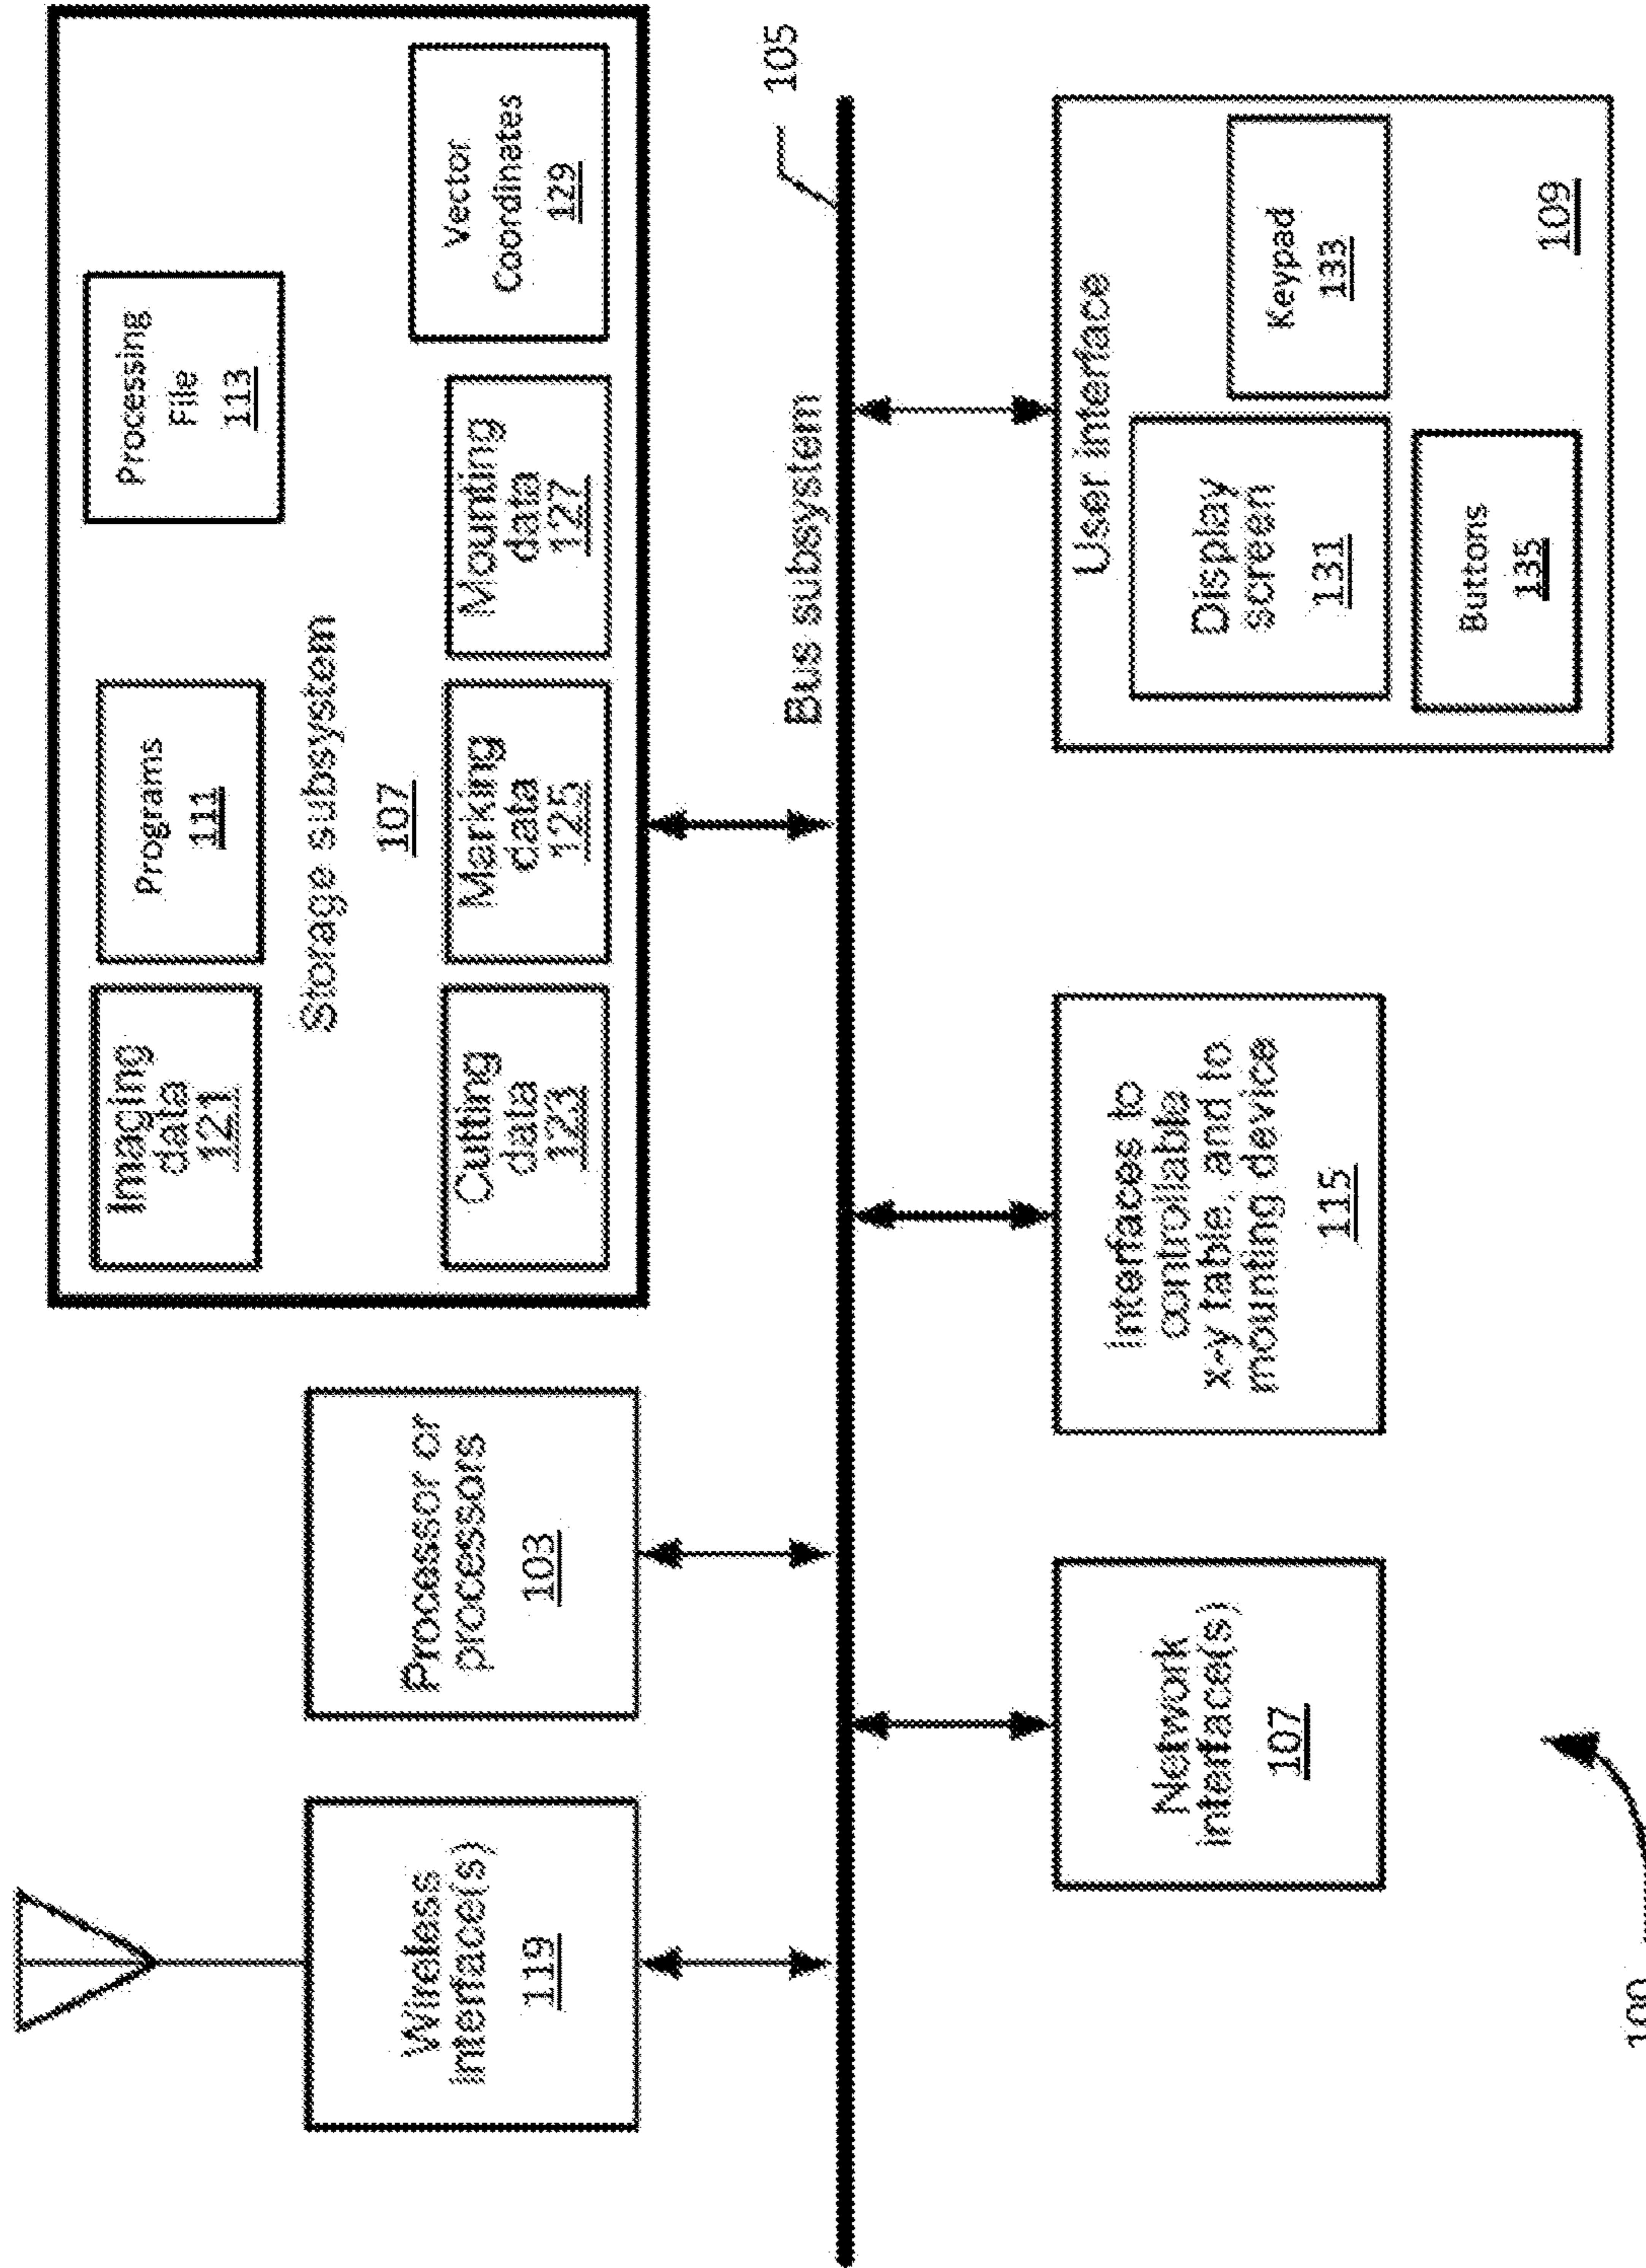 Wireless
interface(s)
119
Processor or
processors
103
Imaging
data
121
Programs
111
Processing
File
113
Storage subsystem
107
Cutting
data
123
Marking
data
125
Mounting
data
127
Vector
Coordinates
129
Bus subsystem
105
Network
interface(s)
107
Interfaces to
controllable
x-y table, and to
mounting device
115
User interface
Display
screen
131
Keypad
133
Buttons
135
109
100